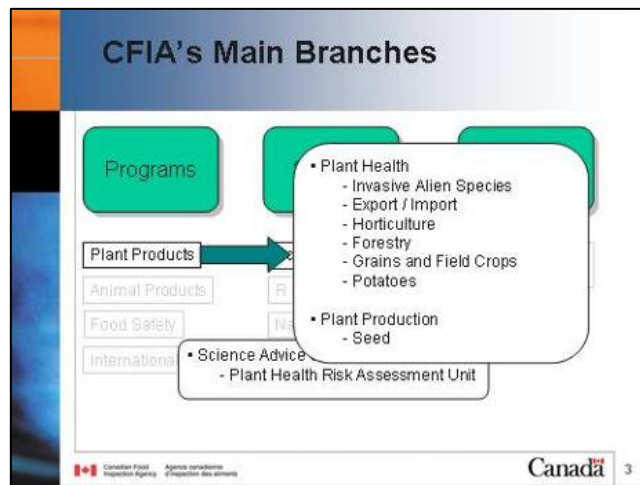 CFIA's Main Branches
Programs
▪ Plant Health
- Invasive Alien Species
- Export / Import
- Horticulture
- Forestry
- Grains and Field Crops
- Potatoes
▪ Plant Production
- Seed
Plant Products
Animal Products
Food Safety
International
▪ Science Advice
- Plant Health Risk Assessment Unit
Canadian Food Agence canadienne
Inspection Agency d'inspection des aliments
Canada
3